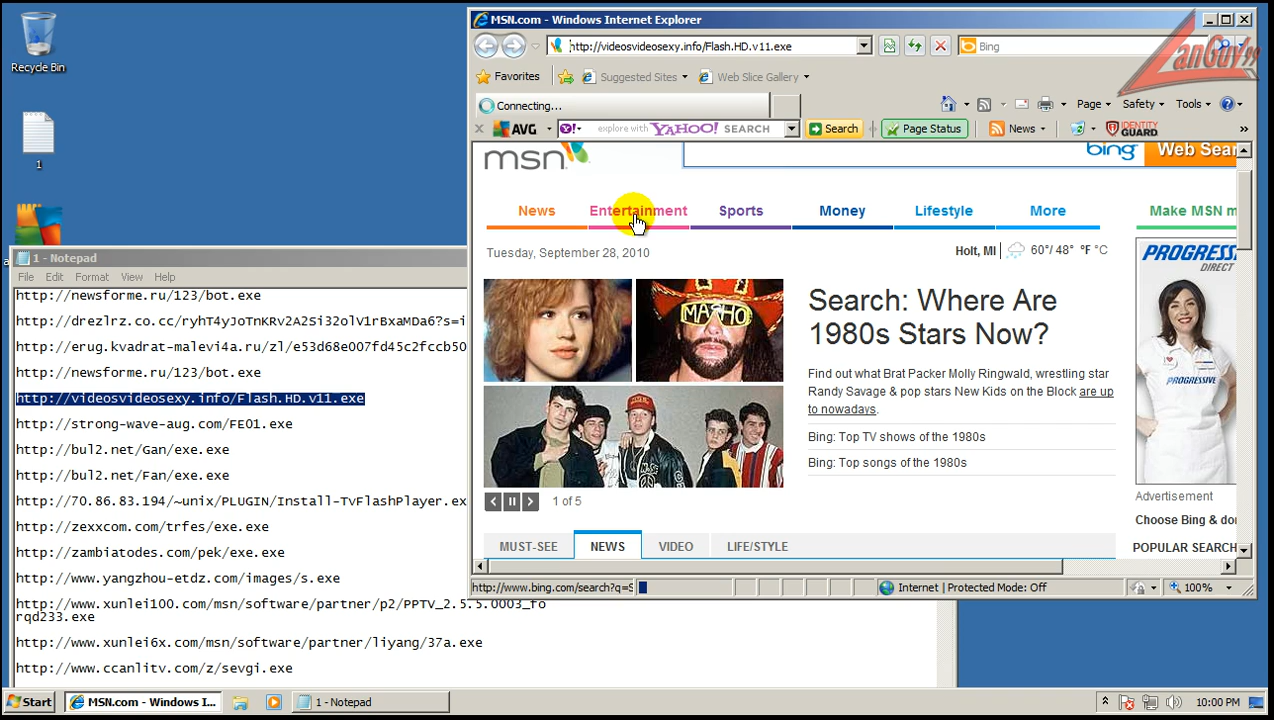 Recycle Bin
1
1 - Notepad
File Edit Format View Help
http://newsforme.ru/123/bot.exe
http://drezlrz.co.cc/ryhT4yJoTnKRv2A2Si32olV1rBxaMDa6?s=i
http://erug.kvadrat-malevi4a.ru/zl/e53d68e007fd45c2fccb50
http://newsforme.ru/123/bot.exe
http://videosvideosexy.info/Flash.HD.v11.exe
http://strong-wave-aug.com/FE01.exe
http://bul2.net/Gan/exe.exe
http://bul2.net/Fan/exe.exe
http://70.86.83.194/~unix/PLUGIN/Install-TvFlashPlayer.ex
http://zexxcom.com/trfes/exe.exe
http://zambiatodes.com/pek/exe.exe
http://www.yangzhou-etdz.com/images/s.exe
http://www.xunlei100.com/msn/software/partner/p2/PPTV_2.5.5.0003_fo
rqd233.exe
http://www.xunlei6x.com/msn/software/partner/liyang/37a.exe
http://www.ccanlitv.com/z/sevgi.exe
MSN.com - Windows Internet Explorer
http://videosvideosexy.info/Flash.HD.v11.exe
Bing
Favorites Suggested Sites Web Slice Gallery
Connecting...
Page Safety Tools
AVG Y! explore with YAHOO! SEARCH Search Page Status News IDENTITY GUARD
msn bing Web Sear
News Entertainment Sports Money Lifestyle More Make MSN m
Tuesday, September 28, 2010
Holt, MI 60°/ 48° °F °C
MACHO
Search: Where Are
1980s Stars Now?
Find out what Brat Packer Molly Ringwald, wrestling star
Randy Savage & pop stars New Kids on the Block are up
to nowadays.
Bing: Top TV shows of the 1980s
Bing: Top songs of the 1980s
1 of 5
MUST-SEE NEWS VIDEO LIFE/STYLE
PROGRESSI
DIRECT
PROGRESSIVE
Advertisement
Choose Bing & don
POPULAR SEARCH
http://www.bing.com/search?q=S
Internet | Protected Mode: Off
100%
Start
MSN.com - Windows I...
1 - Notepad
10:00 PM